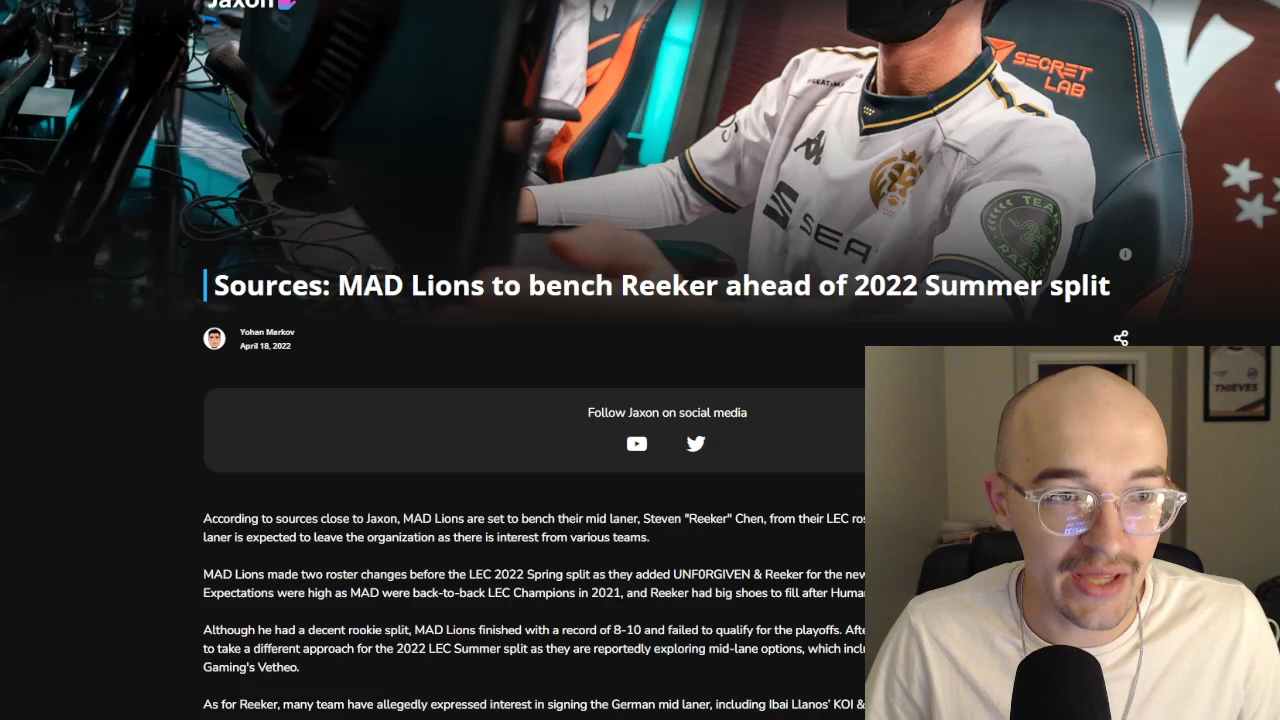 Jaxon
SECRET
LAB
SEAT
TEAM
Sources: MAD Lions to bench Reeker ahead of 2022 Summer split
Yohan Markov
April 18, 2022
THIEVES
Follow Jaxon on social media
According to sources close to Jaxon, MAD Lions are set to bench their mid laner, Steven "Reeker" Chen, from their LEC
laner is expected to leave the organization as there is interest from various teams.
MAD Lions made two roster changes before the LEC 2022 Spring split as they added UNF0RGIVEN & Reeker for the
Expectations were high as MAD were back-to-back LEC Champions in 2021, and Reeker had big shoes to fill after
Although he had a decent rookie split, MAD Lions finished with a record of 8-10 and failed to qualify for the playoffs.
to take a different approach for the 2022 LEC Summer split as they are reportedly exploring mid-lane options, which
Gaming's Vetheo.
As for Reeker, many team have allegedly expressed interest in signing the German mid laner, including Ibai Llanos' KOI &